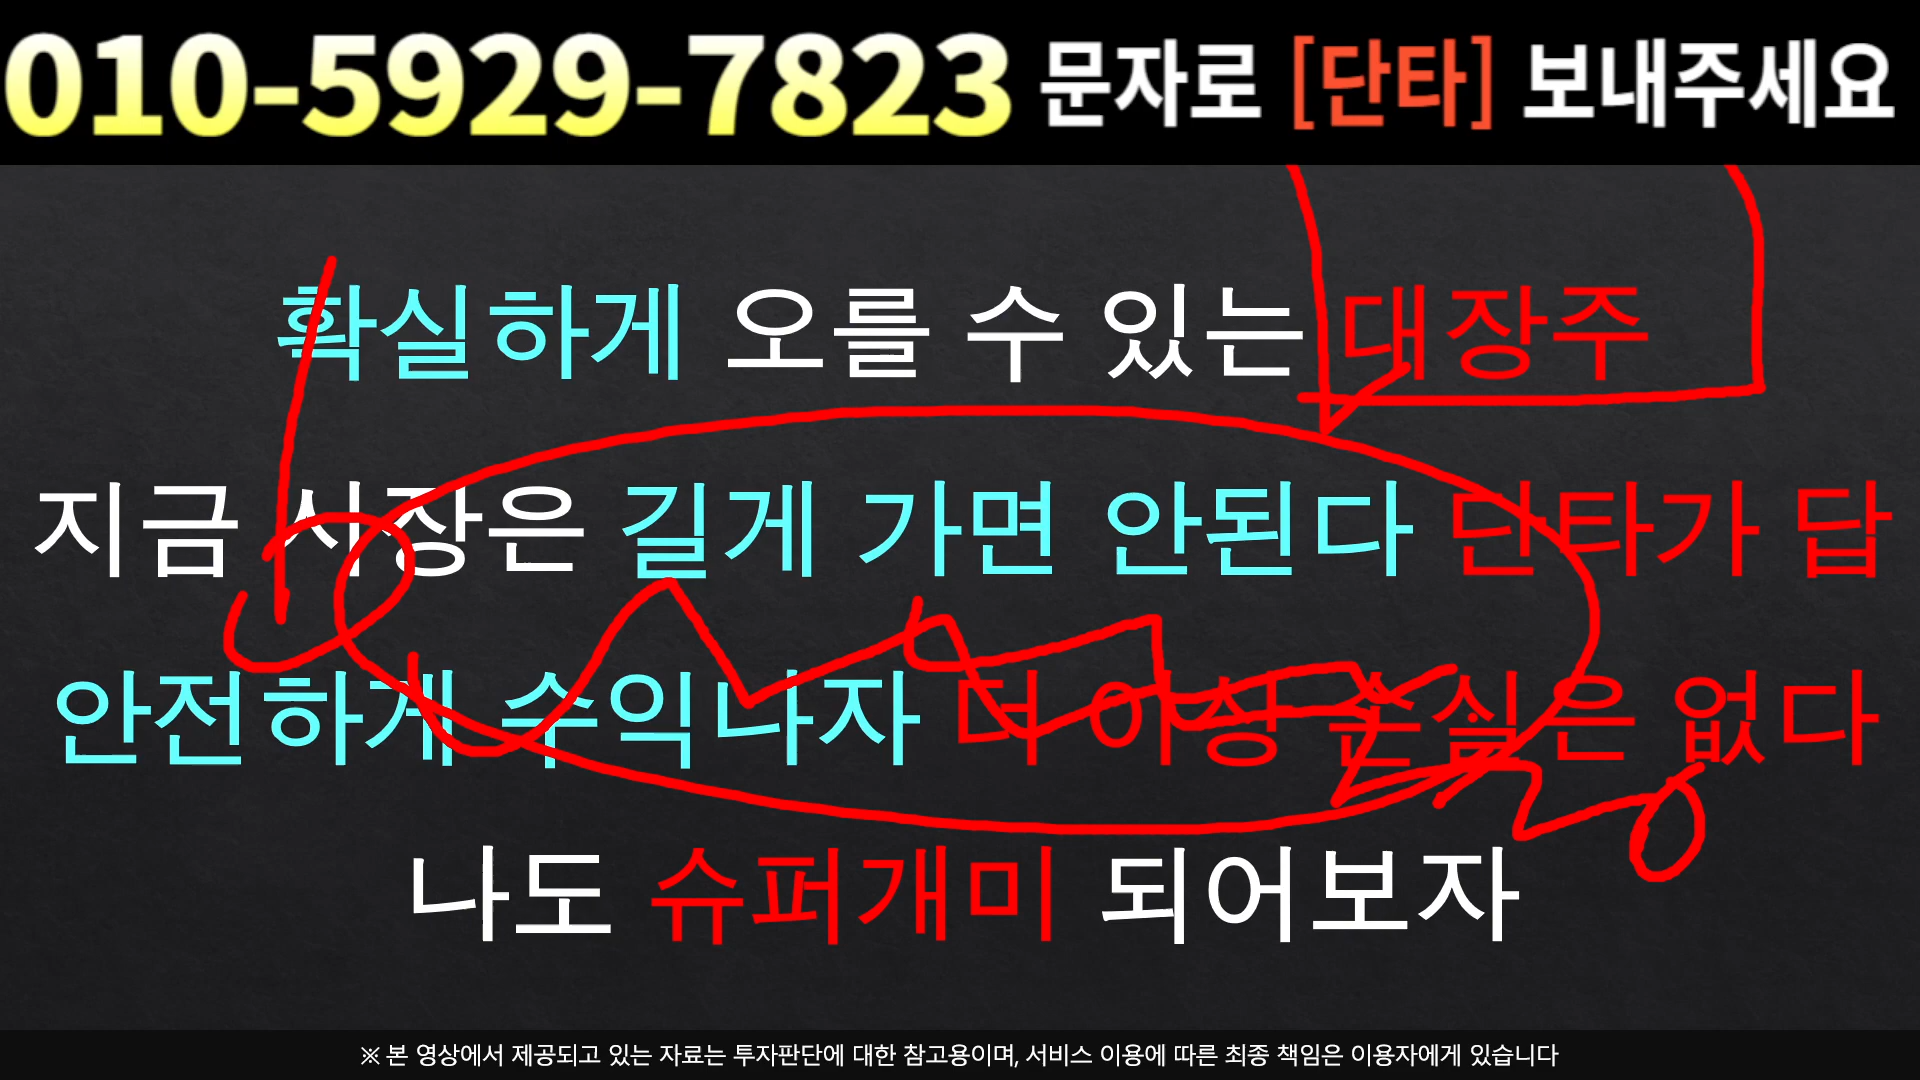 010-5929-7823 문자로 [단타] 보내주세요
확실하게 오를 수 있는 대장주
지금 시장은 길게 가면 안된다 단타가 답
안전하게 수익나자 더 이상 손실은 없다
나도 슈퍼개미 되어보자
※ 본 영상에서 제공되고 있는 자료는 투자판단에 대한 참고용이며, 서비스 이용에 따른 최종 책임은 이용자에게 있습니다